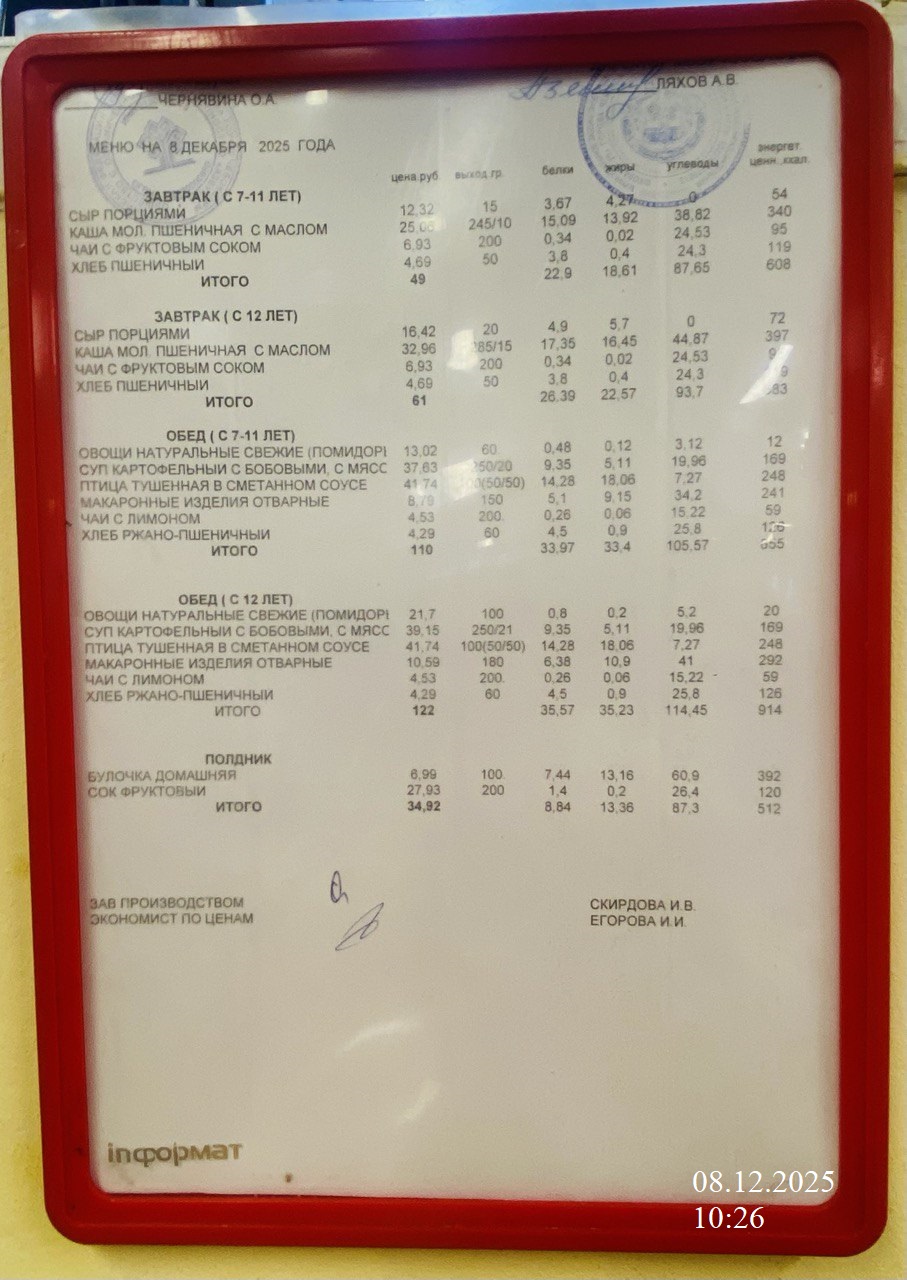 ЧЕРНЯВИНА О.А. ЛЯХОВ А.В.
МЕНЮ НА 8 ДЕКАБРЯ 2025 ГОДА
цена.руб. выход гр. белки жиры углеводы энергет. ценн.,ккал.
ЗАВТРАК ( С 7-11 ЛЕТ)
СЫР ПОРЦИЯМИ 12,32 15 3,67 4,27 0 54
КАША МОЛ. ПШЕНИЧНАЯ С МАСЛОМ 245/10 15,09 13,92 38,82 340
ЧАЙ С ФРУКТОВЫМ СОКОМ 6,93 200 0,34 0,02 24,53 95
ХЛЕБ ПШЕНИЧНЫЙ 4,69 50 3,8 0,4 24,3 119
ИТОГО 49 22,9 18,61 87,65 608
ЗАВТРАК ( С 12 ЛЕТ)
СЫР ПОРЦИЯМИ 16,42 20 4,9 5,7 0 72
КАША МОЛ. ПШЕНИЧНАЯ С МАСЛОМ 32,96 17,35 16,45 44,87 397
ЧАЙ С ФРУКТОВЫМ СОКОМ 6,93 200 0,34 0,02 24,53
ХЛЕБ ПШЕНИЧНЫЙ 4,69 50 3,8 0,4 24,3
ИТОГО 61 26,39 22,57 93,7
ОБЕД ( С 7-11 ЛЕТ)
ОВОЩИ НАТУРАЛЬНЫЕ СВЕЖИЕ (ПОМИДОРЫ 13,02 60 0,48 0,12 3,12 12
СУП КАРТОФЕЛЬНЫЙ С БОБОВЫМИ, С МЯСО 37,63 250/20 9,35 5,11 19,96 169
ПТИЦА ТУШЕННАЯ В СМЕТАННОМ СОУСЕ 41,74 100(50/50) 14,28 18,06 7,27 248
МАКАРОННЫЕ ИЗДЕЛИЯ ОТВАРНЫЕ 8,79 150 5,1 9,15 34,2 241
ЧАЙ С ЛИМОНОМ 4,53 200. 0,26 0,06 15,22 59
ХЛЕБ РЖАНО-ПШЕНИЧНЫЙ 4,29 60 4,5 0,9 25,8 126
ИТОГО 110 33,97 33,4 105,57
ОБЕД ( С 12 ЛЕТ)
ОВОЩИ НАТУРАЛЬНЫЕ СВЕЖИЕ (ПОМИДОРЫ 21,7 100 0,8 0,2 5,2 20
СУП КАРТОФЕЛЬНЫЙ С БОБОВЫМИ, С МЯСО 39,15 250/21 9,35 5,11 19,96 169
ПТИЦА ТУШЕННАЯ В СМЕТАННОМ СОУСЕ 41,74 100(50/50) 14,28 18,06 7,27 248
МАКАРОННЫЕ ИЗДЕЛИЯ ОТВАРНЫЕ 10,59 180 6,38 10,9 41 292
ЧАЙ С ЛИМОНОМ 4,53 200. 0,26 0,06 15,22 59
ХЛЕБ РЖАНО-ПШЕНИЧНЫЙ 4,29 60 4,5 0,9 25,8 126
ИТОГО 122 35,57 35,23 114,45 914
ПОЛДНИК
БУЛОЧКА ДОМАШНЯЯ 6,99 100. 7,44 13,16 60,9 392
СОК ФРУКТОВЫЙ 27,93 200 1,4 0,2 26,4 120
ИТОГО 34,92 8,84 13,36 87,3 512
ЗАВ ПРОИЗВОДСТВОМ СКИРДОВА И.В.
ЭКОНОМИСТ ПО ЦЕНАМ ЕГОРОВА И.И.
inформат
08.12.2025
10:26